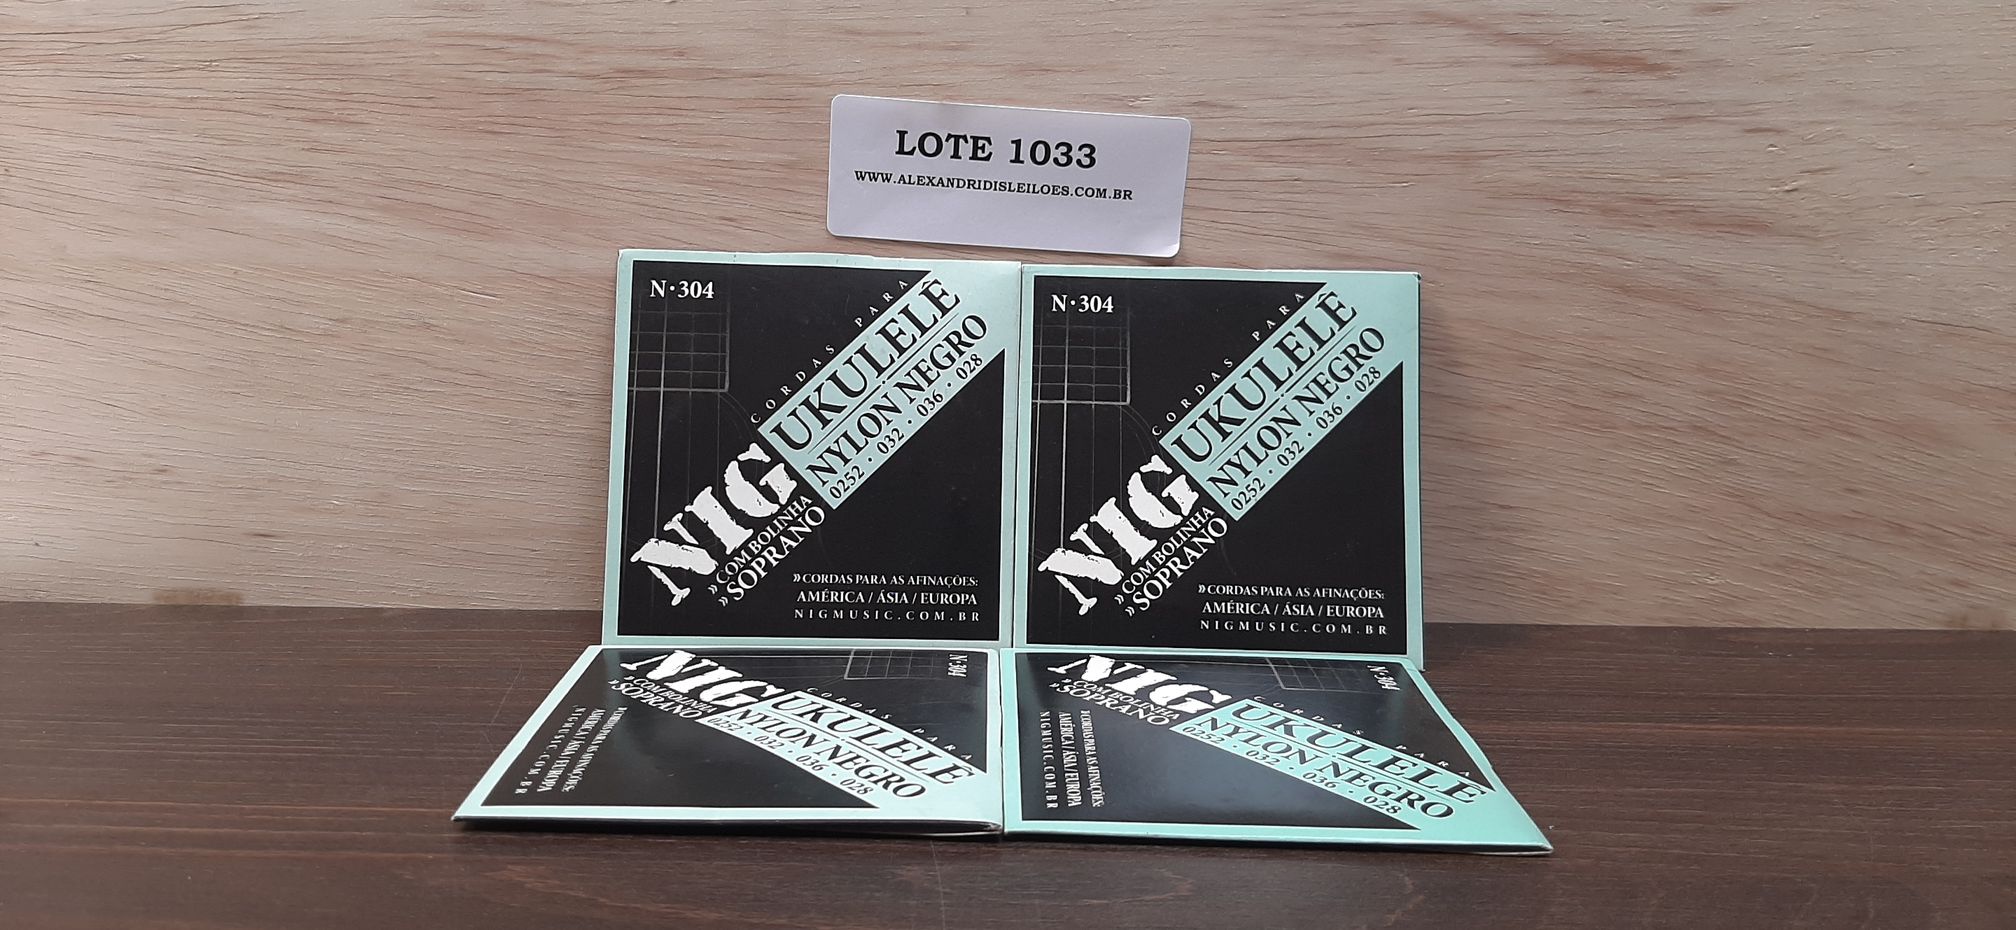 LOTE 1033
WWW.ALEXANDRIDISLEILOES.COM.BR
N·304
CORDAS PARA
UKULELÊ
NYLON NEGRO
0252 · 032 · 036 · 028
NIG
» COM BOLINHA
» SOPRANO
» CORDAS PARA AS AFINAÇÕES:
AMÉRICA / ÁSIA / EUROPA
NIGMUSIC.COM.BR
N·304
CORDAS PARA
UKULELÊ
NYLON NEGRO
0252 · 032 · 036 · 028
NIG
» COM BOLINHA
» SOPRANO
» CORDAS PARA AS AFINAÇÕES:
AMÉRICA / ÁSIA / EUROPA
NIGMUSIC.COM.BR
N·304
CORDAS PARA
UKULELÊ
NYLON NEGRO
0252 · 032 · 036 · 028
NIG
» COM BOLINHA
» SOPRANO
» CORDAS PARA AS AFINAÇÕES:
AMÉRICA / ÁSIA / EUROPA
NIGMUSIC.COM.BR
N·304
CORDAS PARA
UKULELÊ
NYLON NEGRO
0252 · 032 · 036 · 028
NIG
» COM BOLINHA
» SOPRANO
» CORDAS PARA AS AFINAÇÕES:
AMÉRICA / ÁSIA / EUROPA
NIGMUSIC.COM.BR